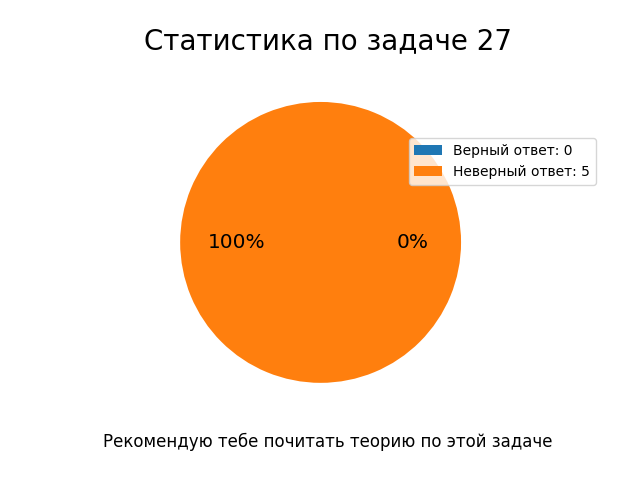 Статистика по задаче 27
Верный ответ: 0
Неверный ответ: 5
100%
0%
Рекомендую тебе почитать теорию по этой задаче